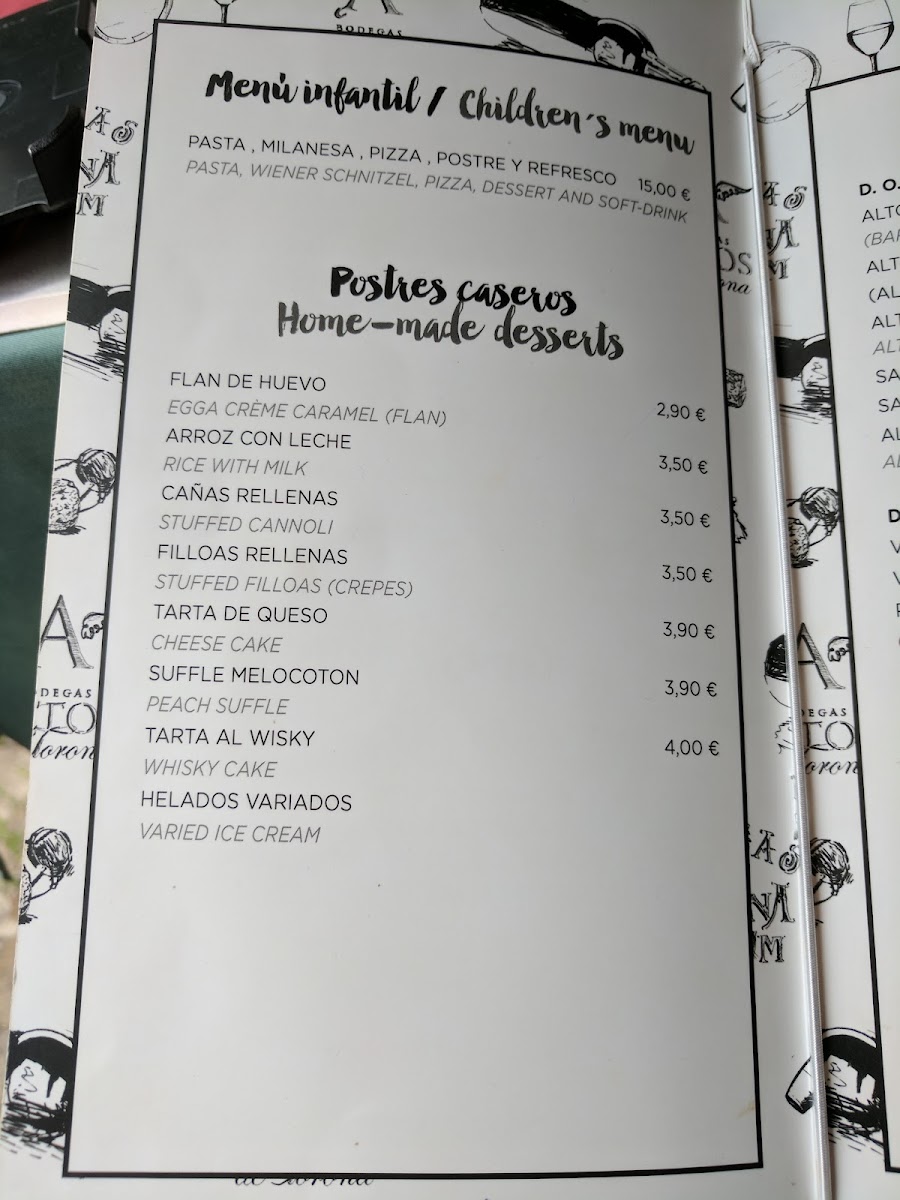 BODEGAS
Menú infantil / Children´s menu
PASTA , MILANESA , PIZZA , POSTRE Y REFRESCO 15,00 €
PASTA, WIENER SCHNITZEL, PIZZA, DESSERT AND SOFT-DRINK
Postres caseros
Home-made desserts
FLAN DE HUEVO
EGGA CRÈME CARAMEL (FLAN) 2,90 €
ARROZ CON LECHE
RICE WITH MILK 3,50 €
CAÑAS RELLENAS
STUFFED CANNOLI 3,50 €
FILLOAS RELLENAS
STUFFED FILLOAS (CREPES) 3,50 €
TARTA DE QUESO
CHEESE CAKE 3,90 €
SUFFLE MELOCOTON
PEACH SUFFLE 3,90 €
TARTA AL WISKY
WHISKY CAKE 4,00 €
HELADOS VARIADOS
VARIED ICE CREAM
D. O.